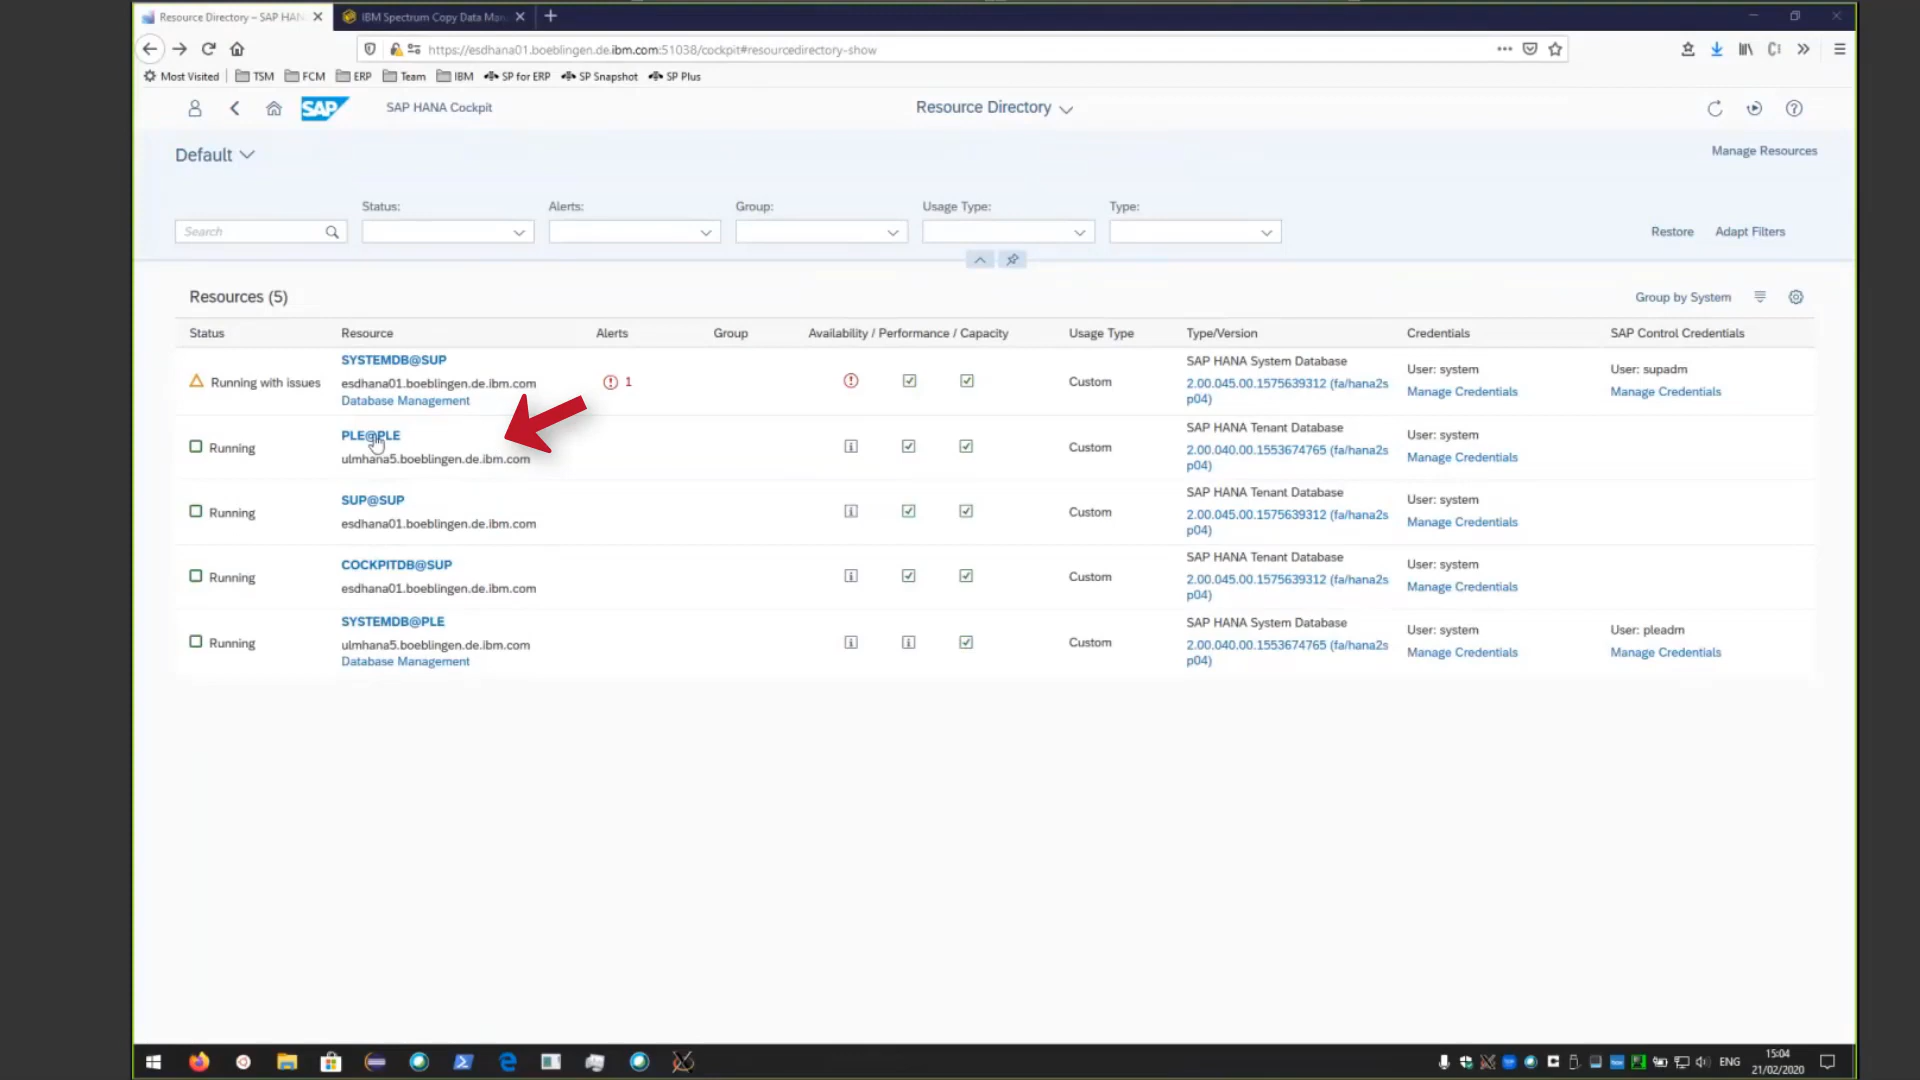 Resource Directory – SAP HAN
IBM Spectrum Copy Data Man
https://esdhana01.boeblingen.de.ibm.com:51038/cockpit#resourcedirectory-show
Most Visited TSM FCM ERP Team IBM SP for ERP SP Snapshot SP Plus
SAP SAP HANA Cockpit Resource Directory
Default Manage Resources
Status: Alerts: Group: Usage Type: Type:
Search Restore Adapt Filters
Resources (5) Group by System
Status Resource Alerts Group Availability / Performance / Capacity Usage Type Type/Version Credentials SAP Control Credentials
SYSTEMDB@SUP SAP HANA System Database
Running with issues esdhana01.boeblingen.de.ibm.com 1 Custom 2.00.045.00.1575639312 (fa/hana2s User: system User: supadm
Database Management p04) Manage Credentials Manage Credentials
PLE@PLE SAP HANA Tenant Database User: system
Running Custom 2.00.040.00.1553674765 (fa/hana2s Manage Credentials
ulmhana5.boeblingen.de.ibm.com p04)
SUP@SUP SAP HANA Tenant Database User: system
Running Custom 2.00.045.00.1575639312 (fa/hana2s Manage Credentials
esdhana01.boeblingen.de.ibm.com p04)
COCKPITDB@SUP SAP HANA Tenant Database User: system
Running Custom 2.00.045.00.1575639312 (fa/hana2s Manage Credentials
esdhana01.boeblingen.de.ibm.com p04)
SYSTEMDB@PLE SAP HANA System Database User: system User: pleadm
Running ulmhana5.boeblingen.de.ibm.com Custom 2.00.040.00.1553674765 (fa/hana2s Manage Credentials Manage Credentials
Database Management p04)
ENG 15:04
21/02/2020